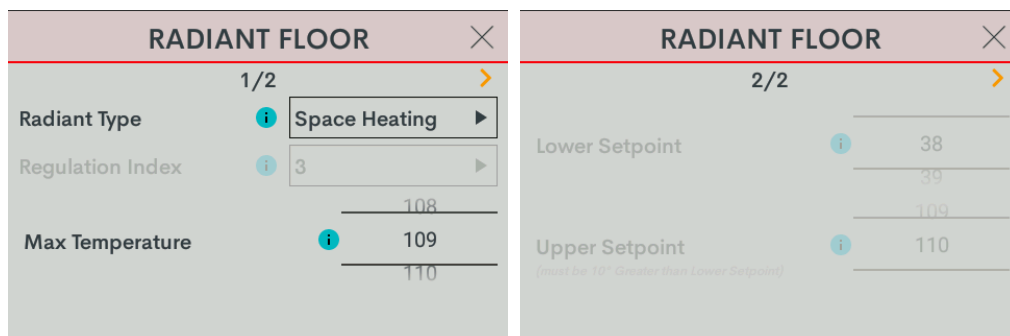 RADIANT FLOOR
1/2
Radiant Type i Space Heating
Regulation Index i 3
108
Max Temperature i 109
110
RADIANT FLOOR
2/2
Lower Setpoint i 38
39
109
Upper Setpoint i 110
(must be 10° Greater than Lower Setpoint)